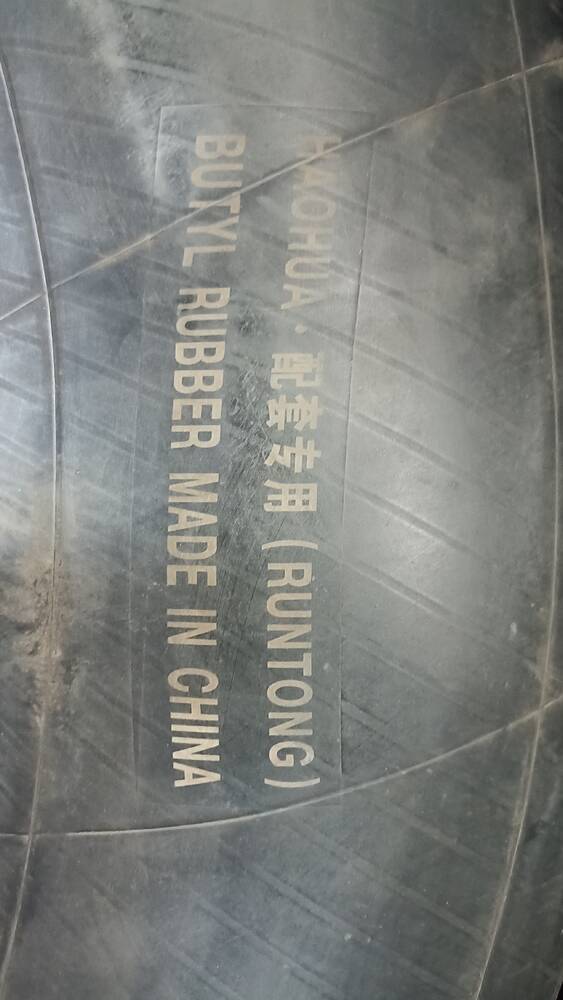 HAOHUA·配套专用(RUNTONG)
BUTYL RUBBER MADE IN CHINA